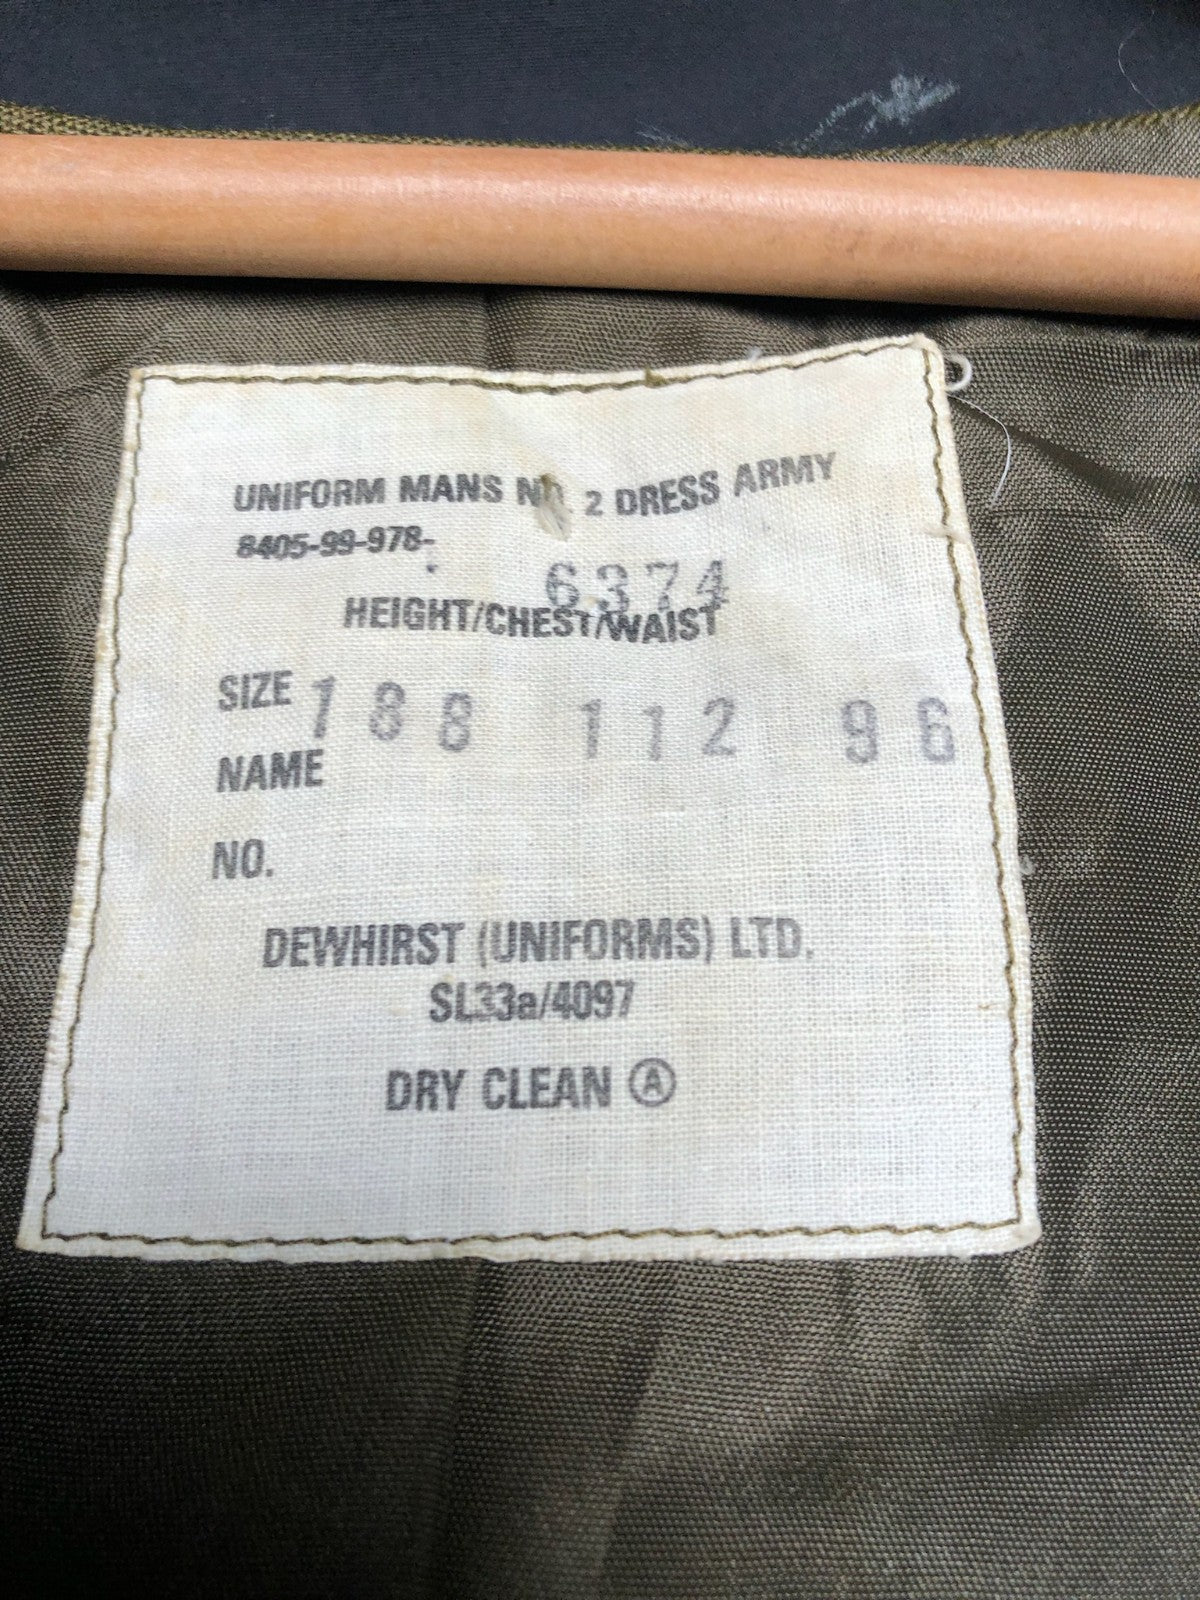 UNIFORM MANS NO. 2 DRESS ARMY
8405-99-978-
6374
HEIGHT/CHEST/WAIST
SIZE 188 112 96
NAME
NO.
DEWHIRST (UNIFORMS) LTD.
SL33a/4097
DRY CLEAN Ⓐ